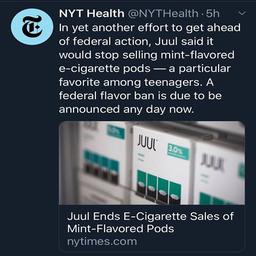 NYT Health @NYTHealth · 5h
In yet another effort to get ahead
of federal action, Juul said it
would stop selling mint-flavored
e-cigarette pods — a particular
favorite among teenagers. A
federal flavor ban is due to be
announced any day now.
JUUL
3.0%
JUUL
Juul Ends E-Cigarette Sales of
Mint-Flavored Pods
nytimes.com